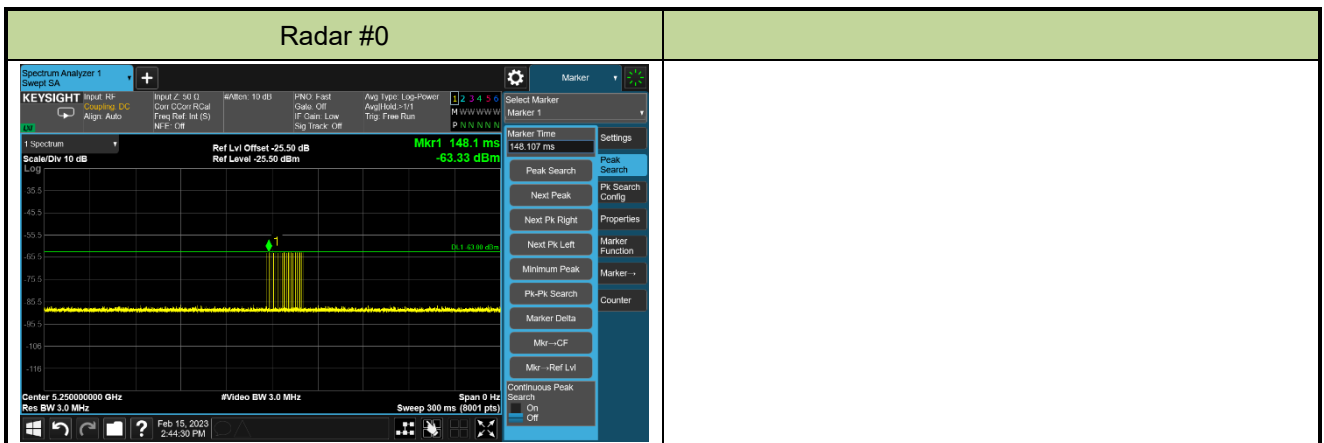 Radar #0
Spectrum Analyzer 1
Swept SA
Marker
KEYSIGHT
Input: RF
Coupling: DC
Align: Auto
Input Z: 50 Ω
Corr CCorr RCal
Freq Ref: Int (S)
NFE: Off
#Atten: 10 dB
PNO: Fast
Gate: Off
IF Gain: Low
Sig Track: Off
Avg Type: Log-Power
Avg|Hold:>1/1
Trig: Free Run
1 2 3 4 5 6
M W W W W W
P N N N N N
Select Marker
Marker 1
1 Spectrum
Scale/Div 10 dB
Log
Ref Lvl Offset -25.50 dB
Ref Level -25.50 dBm
Mkr1 148.1 ms
-63.33 dBm
-35.5
-45.5
-55.5
-65.5
-75.5
-85.5
-95.5
-106
-116
1
Center 5.250000000 GHz
Res BW 3.0 MHz
#Video BW 3.0 MHz
Span 0 Hz
Sweep 300 ms (8001 pts)
Marker Time
148.107 ms
Peak Search
Next Peak
Next Pk Right
Next Pk Left
Minimum Peak
Pk-Pk Search
Marker Delta
Mkr→CF
Mkr→Ref Lvl
Continuous Peak
Search
On
Off
Settings
Peak
Search
Pk Search
Config
Properties
Marker
Function
Marker→
Counter
?
Feb 15, 2023
2:44:30 PM